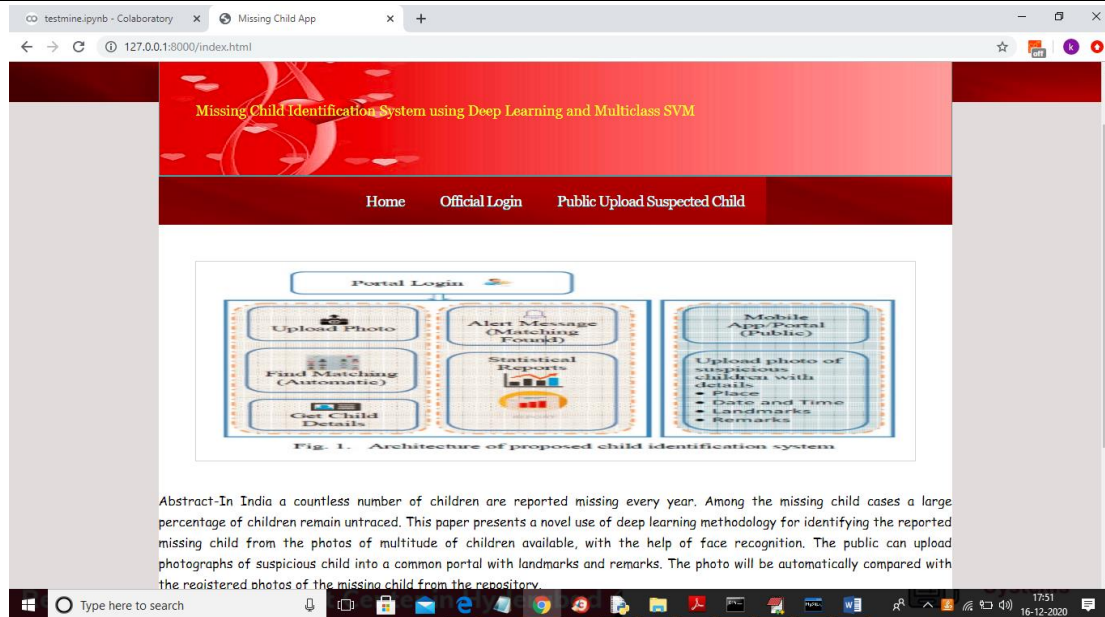 testmine.ipynb - Colaboratory
Missing Child App
127.0.0.1:8000/index.html
off
k
Missing Child Identification System using Deep Learning and Multiclass SVM
Home Official Login Public Upload Suspected Child
Portal Login
Upload Photo
Find Matching
(Automatic)
Get Child
Details
Alert Message
(Matching
Found)
Statistical
Reports
Mobile
App/Portal
(Public)
Upload photo of
suspicious
children with
details
• Place
• Date and Time
• Landmarks
• Remarks
Fig. 1. Architecture of proposed child identification system
Abstract-In India a countless number of children are reported missing every year. Among the missing child cases a large
percentage of children remain untraced. This paper presents a novel use of deep learning methodology for identifying the reported
missing child from the photos of multitude of children available, with the help of face recognition. The public can upload
photographs of suspicious child into a common portal with landmarks and remarks. The photo will be automatically compared with
the registered photos of the missing child from the repository.
Type here to search
17:51
16-12-2020